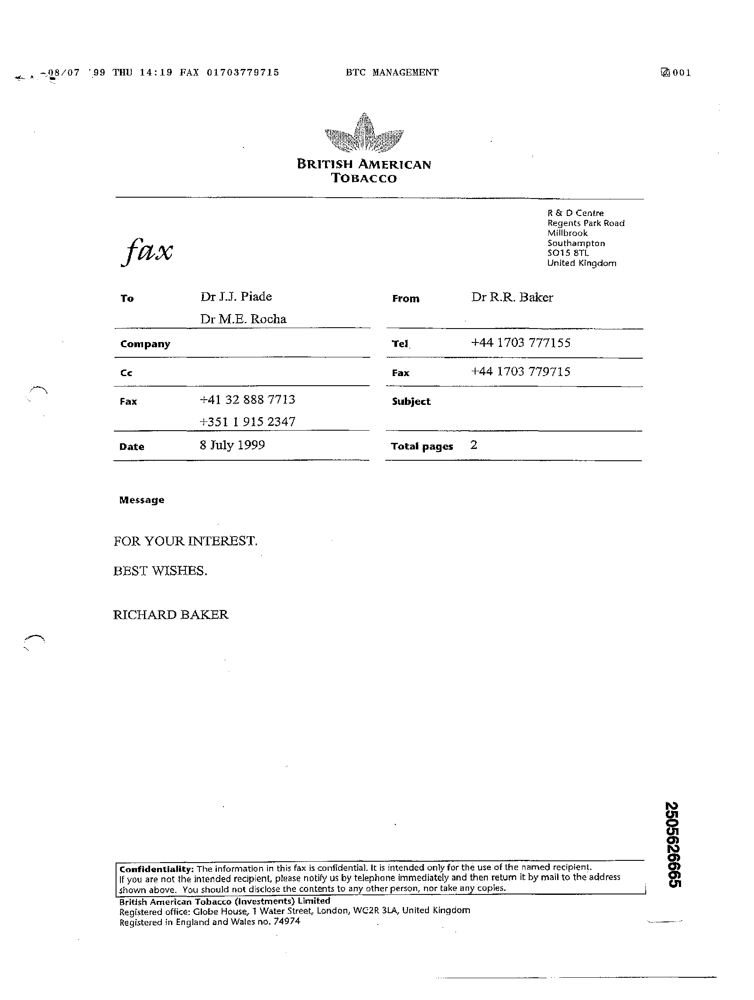 -08/07 '99 THU 14:19 FAX 01703779715 BTC MANAGEMENT 001
BRITISH AMERICAN
TOBACCO
R & D Centre
Regents Park Road
Millbrook
Southampton
SO15 8TL
United Kingdom
fax
To Dr J.J. Piade From Dr R.R. Baker
Dr M.E. Rocha
Company Tel +44 1703 777155
Cc Fax +44 1703 779715
Fax +41 32 888 7713 Subject
+351 1 915 2347
Date 8 July 1999 Total pages 2
Message
FOR YOUR INTEREST.
BEST WISHES.
RICHARD BAKER
2505626665
Confidentiality: The information in this fax is confidential. It is intended only for the use of the named recipient.
If you are not the intended recipient, please notify us by telephone immediately and then return it by mail to the address
shown above. You should not disclose the contents to any other person, nor take any copies.
British American Tobacco (Investments) Limited
Registered office: Globe House, 1 Water Street, London, WC2R 3LA, United Kingdom
Registered in England and Wales no. 74974